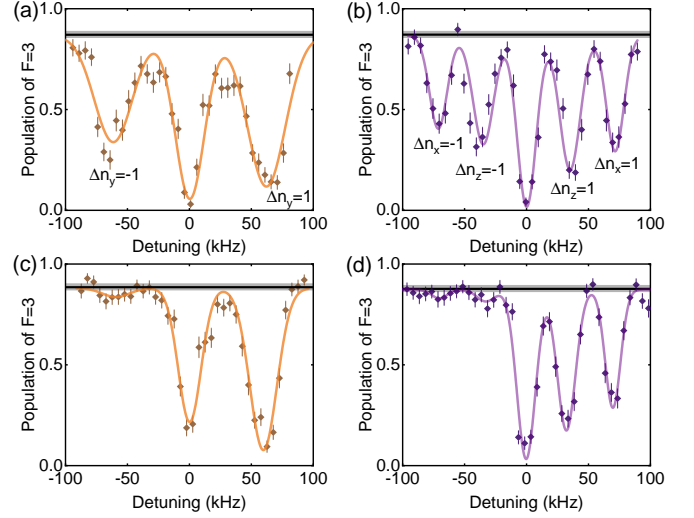 (a)
(b)
Population of F=3
1.0
0.5
0.0
Δn_y=-1
Δn_y=1
-100 -50 0 50 100
Detuning (kHz)
Population of F=3
1.0
0.5
0.0
Δn_x=-1
Δn_z=-1
Δn_z=1
Δn_x=1
-100 -50 0 50 100
Detuning (kHz)
(c)
(d)
Population of F=3
1.0
0.5
0.0
-100 -50 0 50 100
Detuning (kHz)
Population of F=3
1.0
0.5
0.0
-100 -50 0 50 100
Detuning (kHz)